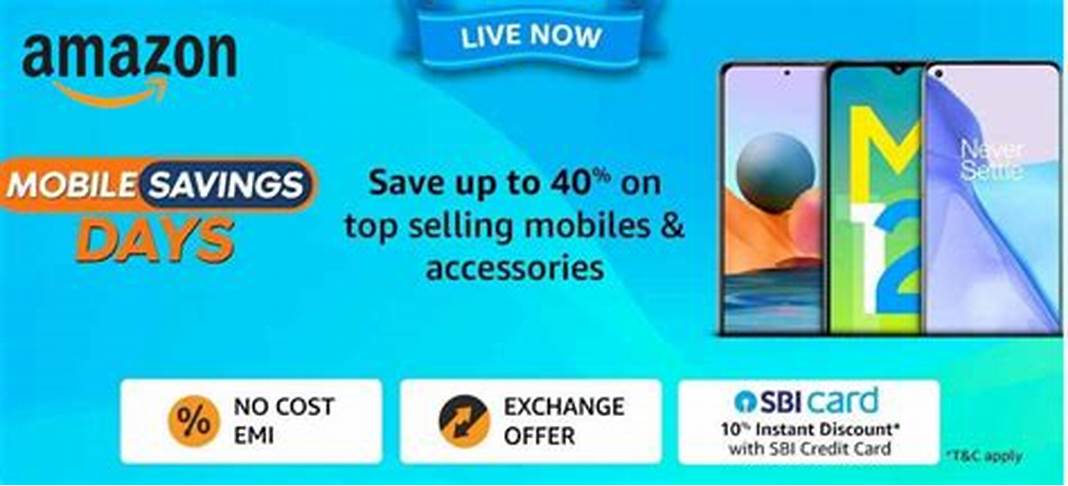 LIVE NOW
amazon
MOBILE SAVINGS
DAYS
Save up to 40% on
top selling mobiles &
accessories
M
12
Never
Settle
% NO COST
EMI
EXCHANGE
OFFER
SBI card
10% Instant Discount*
with SBI Credit Card
*T&C apply